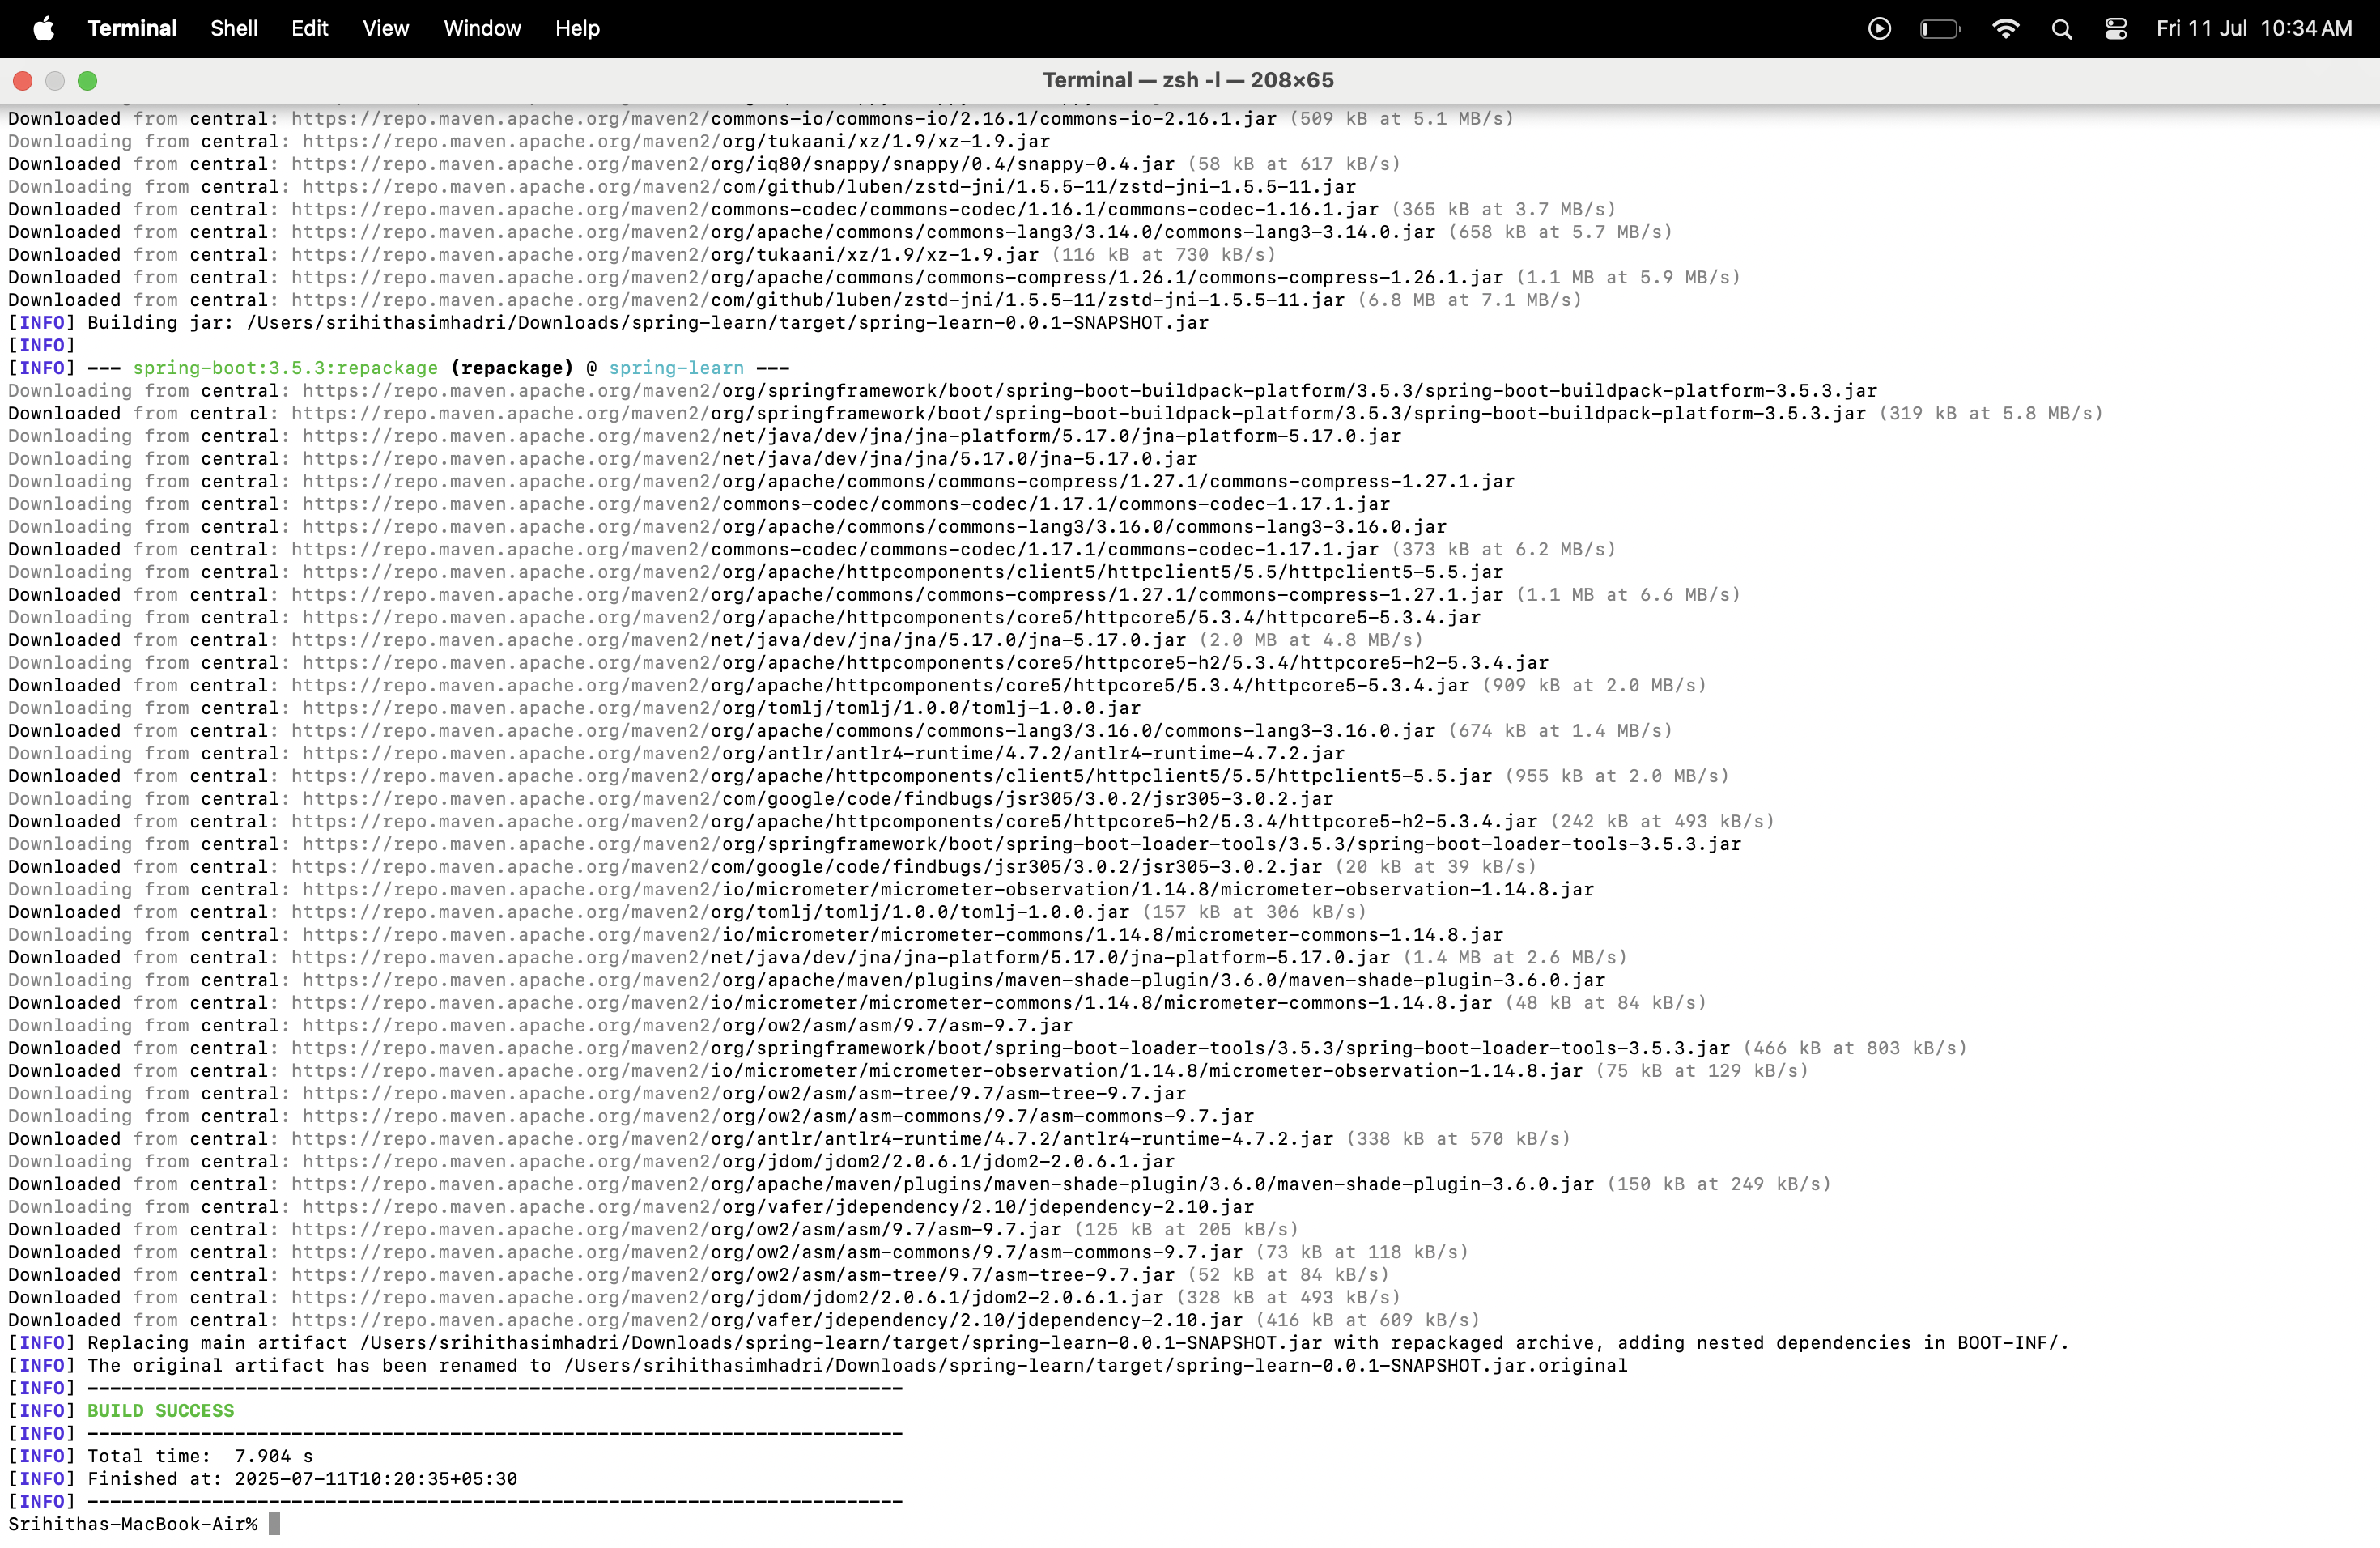 Terminal Shell Edit View Window Help Fri 11 Jul 10:34 AM
Terminal — zsh -l — 208×65
Downloaded from central: https://repo.maven.apache.org/maven2/commons-io/commons-io/2.16.1/commons-io-2.16.1.jar (509 kB at 5.1 MB/s)
Downloading from central: https://repo.maven.apache.org/maven2/org/tukaani/xz/1.9/xz-1.9.jar
Downloaded from central: https://repo.maven.apache.org/maven2/org/iq80/snappy/snappy/0.4/snappy-0.4.jar (58 kB at 617 kB/s)
Downloading from central: https://repo.maven.apache.org/maven2/com/github/luben/zstd-jni/1.5.5-11/zstd-jni-1.5.5-11.jar
Downloaded from central: https://repo.maven.apache.org/maven2/commons-codec/commons-codec/1.16.1/commons-codec-1.16.1.jar (365 kB at 3.7 MB/s)
Downloaded from central: https://repo.maven.apache.org/maven2/org/apache/commons/commons-lang3/3.14.0/commons-lang3-3.14.0.jar (658 kB at 5.7 MB/s)
Downloaded from central: https://repo.maven.apache.org/maven2/org/tukaani/xz/1.9/xz-1.9.jar (116 kB at 730 kB/s)
Downloaded from central: https://repo.maven.apache.org/maven2/org/apache/commons/commons-compress/1.26.1/commons-compress-1.26.1.jar (1.1 MB at 5.9 MB/s)
Downloaded from central: https://repo.maven.apache.org/maven2/com/github/luben/zstd-jni/1.5.5-11/zstd-jni-1.5.5-11.jar (6.8 MB at 7.1 MB/s)
[INFO] Building jar: /Users/srihithasimhadri/Downloads/spring-learn/target/spring-learn-0.0.1-SNAPSHOT.jar
[INFO]
[INFO] --- spring-boot:3.5.3:repackage (repackage) @ spring-learn ---
Downloading from central: https://repo.maven.apache.org/maven2/org/springframework/boot/spring-boot-buildpack-platform/3.5.3/spring-boot-buildpack-platform-3.5.3.jar
Downloaded from central: https://repo.maven.apache.org/maven2/org/springframework/boot/spring-boot-buildpack-platform/3.5.3/spring-boot-buildpack-platform-3.5.3.jar (319 kB at 5.8 MB/s)
Downloading from central: https://repo.maven.apache.org/maven2/net/java/dev/jna/jna-platform/5.17.0/jna-platform-5.17.0.jar
Downloading from central: https://repo.maven.apache.org/maven2/net/java/dev/jna/jna/5.17.0/jna-5.17.0.jar
Downloading from central: https://repo.maven.apache.org/maven2/org/apache/commons/commons-compress/1.27.1/commons-compress-1.27.1.jar
Downloading from central: https://repo.maven.apache.org/maven2/commons-codec/commons-codec/1.17.1/commons-codec-1.17.1.jar
Downloading from central: https://repo.maven.apache.org/maven2/org/apache/commons/commons-lang3/3.16.0/commons-lang3-3.16.0.jar
Downloaded from central: https://repo.maven.apache.org/maven2/commons-codec/commons-codec/1.17.1/commons-codec-1.17.1.jar (373 kB at 6.2 MB/s)
Downloading from central: https://repo.maven.apache.org/maven2/org/apache/httpcomponents/client5/httpclient5/5.5/httpclient5-5.5.jar
Downloaded from central: https://repo.maven.apache.org/maven2/org/apache/commons/commons-compress/1.27.1/commons-compress-1.27.1.jar (1.1 MB at 6.6 MB/s)
Downloading from central: https://repo.maven.apache.org/maven2/org/apache/httpcomponents/core5/httpcore5/5.3.4/httpcore5-5.3.4.jar
Downloaded from central: https://repo.maven.apache.org/maven2/net/java/dev/jna/jna/5.17.0/jna-5.17.0.jar (2.0 MB at 4.8 MB/s)
Downloading from central: https://repo.maven.apache.org/maven2/org/apache/httpcomponents/core5/httpcore5-h2/5.3.4/httpcore5-h2-5.3.4.jar
Downloaded from central: https://repo.maven.apache.org/maven2/org/apache/httpcomponents/core5/httpcore5/5.3.4/httpcore5-5.3.4.jar (909 kB at 2.0 MB/s)
Downloading from central: https://repo.maven.apache.org/maven2/org/tomlj/tomlj/1.0.0/tomlj-1.0.0.jar
Downloaded from central: https://repo.maven.apache.org/maven2/org/apache/commons/commons-lang3/3.16.0/commons-lang3-3.16.0.jar (674 kB at 1.4 MB/s)
Downloading from central: https://repo.maven.apache.org/maven2/org/antlr/antlr4-runtime/4.7.2/antlr4-runtime-4.7.2.jar
Downloaded from central: https://repo.maven.apache.org/maven2/org/apache/httpcomponents/client5/httpclient5/5.5/httpclient5-5.5.jar (955 kB at 2.0 MB/s)
Downloading from central: https://repo.maven.apache.org/maven2/com/google/code/findbugs/jsr305/3.0.2/jsr305-3.0.2.jar
Downloaded from central: https://repo.maven.apache.org/maven2/org/apache/httpcomponents/core5/httpcore5-h2/5.3.4/httpcore5-h2-5.3.4.jar (242 kB at 493 kB/s)
Downloading from central: https://repo.maven.apache.org/maven2/org/springframework/boot/spring-boot-loader-tools/3.5.3/spring-boot-loader-tools-3.5.3.jar
Downloaded from central: https://repo.maven.apache.org/maven2/com/google/code/findbugs/jsr305/3.0.2/jsr305-3.0.2.jar (20 kB at 39 kB/s)
Downloading from central: https://repo.maven.apache.org/maven2/io/micrometer/micrometer-observation/1.14.8/micrometer-observation-1.14.8.jar
Downloaded from central: https://repo.maven.apache.org/maven2/org/tomlj/tomlj/1.0.0/tomlj-1.0.0.jar (157 kB at 306 kB/s)
Downloading from central: https://repo.maven.apache.org/maven2/io/micrometer/micrometer-commons/1.14.8/micrometer-commons-1.14.8.jar
Downloaded from central: https://repo.maven.apache.org/maven2/net/java/dev/jna/jna-platform/5.17.0/jna-platform-5.17.0.jar (1.4 MB at 2.6 MB/s)
Downloading from central: https://repo.maven.apache.org/maven2/org/apache/maven/plugins/maven-shade-plugin/3.6.0/maven-shade-plugin-3.6.0.jar
Downloaded from central: https://repo.maven.apache.org/maven2/io/micrometer/micrometer-commons/1.14.8/micrometer-commons-1.14.8.jar (48 kB at 84 kB/s)
Downloading from central: https://repo.maven.apache.org/maven2/org/ow2/asm/asm/9.7/asm-9.7.jar
Downloaded from central: https://repo.maven.apache.org/maven2/org/springframework/boot/spring-boot-loader-tools/3.5.3/spring-boot-loader-tools-3.5.3.jar (466 kB at 803 kB/s)
Downloaded from central: https://repo.maven.apache.org/maven2/io/micrometer/micrometer-observation/1.14.8/micrometer-observation-1.14.8.jar (75 kB at 129 kB/s)
Downloading from central: https://repo.maven.apache.org/maven2/org/ow2/asm/asm-tree/9.7/asm-tree-9.7.jar
Downloading from central: https://repo.maven.apache.org/maven2/org/ow2/asm/asm-commons/9.7/asm-commons-9.7.jar
Downloaded from central: https://repo.maven.apache.org/maven2/org/antlr/antlr4-runtime/4.7.2/antlr4-runtime-4.7.2.jar (338 kB at 570 kB/s)
Downloading from central: https://repo.maven.apache.org/maven2/org/jdom/jdom2/2.0.6.1/jdom2-2.0.6.1.jar
Downloaded from central: https://repo.maven.apache.org/maven2/org/apache/maven/plugins/maven-shade-plugin/3.6.0/maven-shade-plugin-3.6.0.jar (150 kB at 249 kB/s)
Downloading from central: https://repo.maven.apache.org/maven2/org/vafer/jdependency/2.10/jdependency-2.10.jar
Downloaded from central: https://repo.maven.apache.org/maven2/org/ow2/asm/asm/9.7/asm-9.7.jar (125 kB at 205 kB/s)
Downloaded from central: https://repo.maven.apache.org/maven2/org/ow2/asm/asm-commons/9.7/asm-commons-9.7.jar (73 kB at 118 kB/s)
Downloaded from central: https://repo.maven.apache.org/maven2/org/ow2/asm/asm-tree/9.7/asm-tree-9.7.jar (52 kB at 84 kB/s)
Downloaded from central: https://repo.maven.apache.org/maven2/org/jdom/jdom2/2.0.6.1/jdom2-2.0.6.1.jar (328 kB at 493 kB/s)
Downloaded from central: https://repo.maven.apache.org/maven2/org/vafer/jdependency/2.10/jdependency-2.10.jar (416 kB at 609 kB/s)
[INFO] Replacing main artifact /Users/srihithasimhadri/Downloads/spring-learn/target/spring-learn-0.0.1-SNAPSHOT.jar with repackaged archive, adding nested dependencies in BOOT-INF/.
[INFO] The original artifact has been renamed to /Users/srihithasimhadri/Downloads/spring-learn/target/spring-learn-0.0.1-SNAPSHOT.jar.original
[INFO] ------------------------------------------------------------------------
[INFO] BUILD SUCCESS
[INFO] ------------------------------------------------------------------------
[INFO] Total time:  7.904 s
[INFO] Finished at: 2025-07-11T10:20:35+05:30
[INFO] ------------------------------------------------------------------------
Srihithas-MacBook-Air%